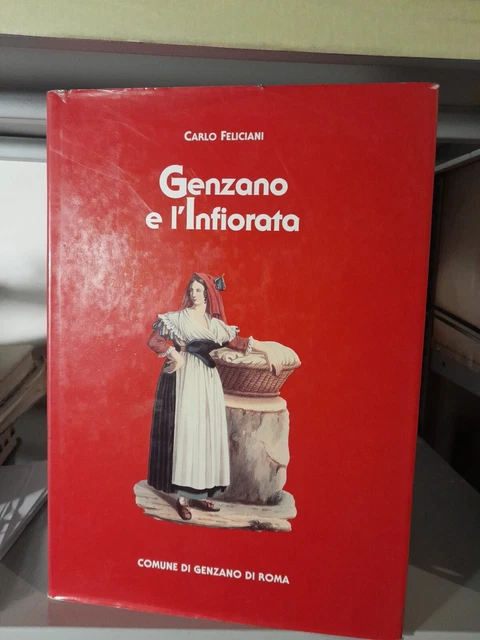 CARLO FELICIANI
Genzano
e l'Infiorata
COMUNE DI GENZANO DI ROMA